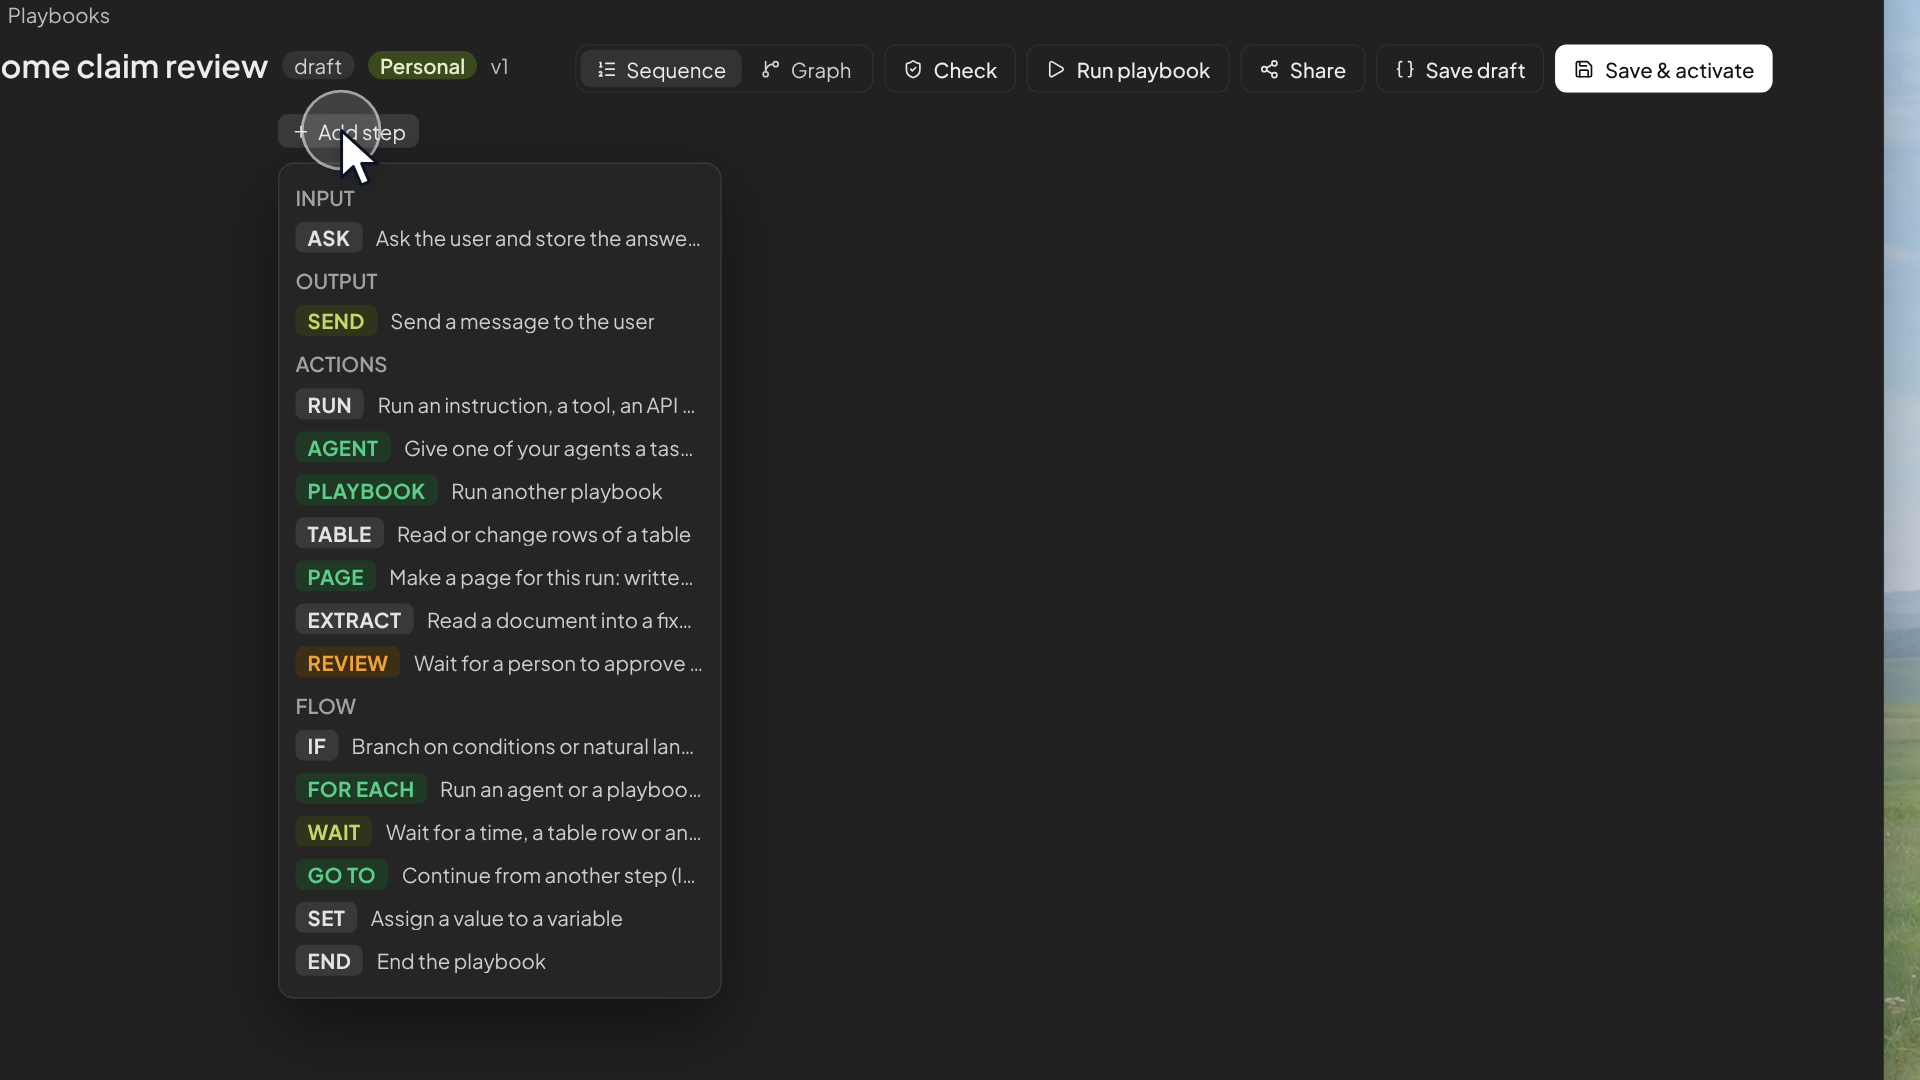 Playbooks
ome claim review draft Personal v1
Sequence Graph Check Run playbook Share Save draft Save & activate
+ Add step
INPUT
ASK Ask the user and store the answe...
OUTPUT
SEND Send a message to the user
ACTIONS
RUN Run an instruction, a tool, an API ...
AGENT Give one of your agents a tas...
PLAYBOOK Run another playbook
TABLE Read or change rows of a table
PAGE Make a page for this run: writte...
EXTRACT Read a document into a fix...
REVIEW Wait for a person to approve ...
FLOW
IF Branch on conditions or natural lan...
FOR EACH Run an agent or a playboo...
WAIT Wait for a time, a table row or an...
GO TO Continue from another step (l...
SET Assign a value to a variable
END End the playbook